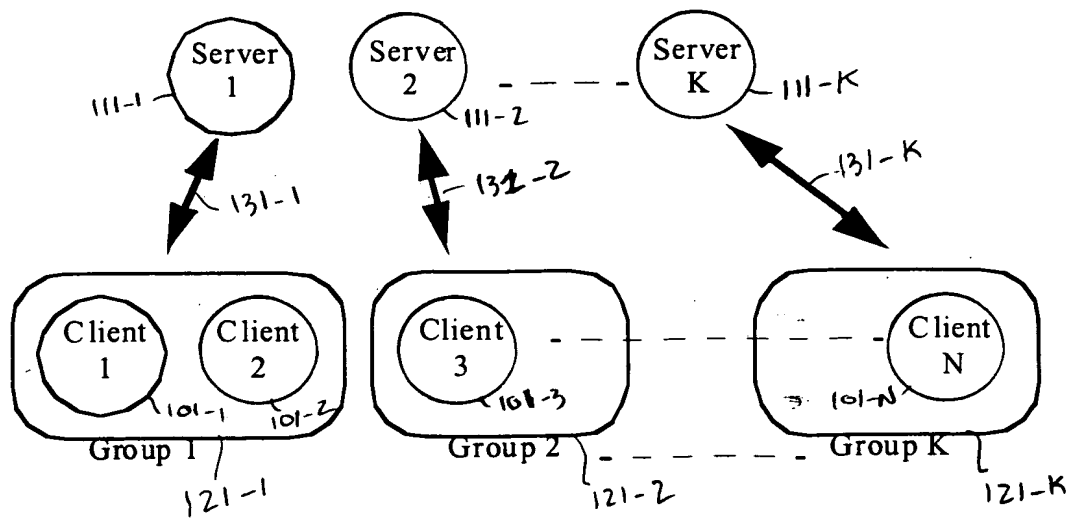 Server
1
Server
2
Server
K
111-1
111-2
111-K
131-1
131-2
131-K
Client
1
Client
2
Client
3
Client
N
101-1
101-2
101-3
101-N
Group 1
Group 2
Group K
121-1
121-2
121-K